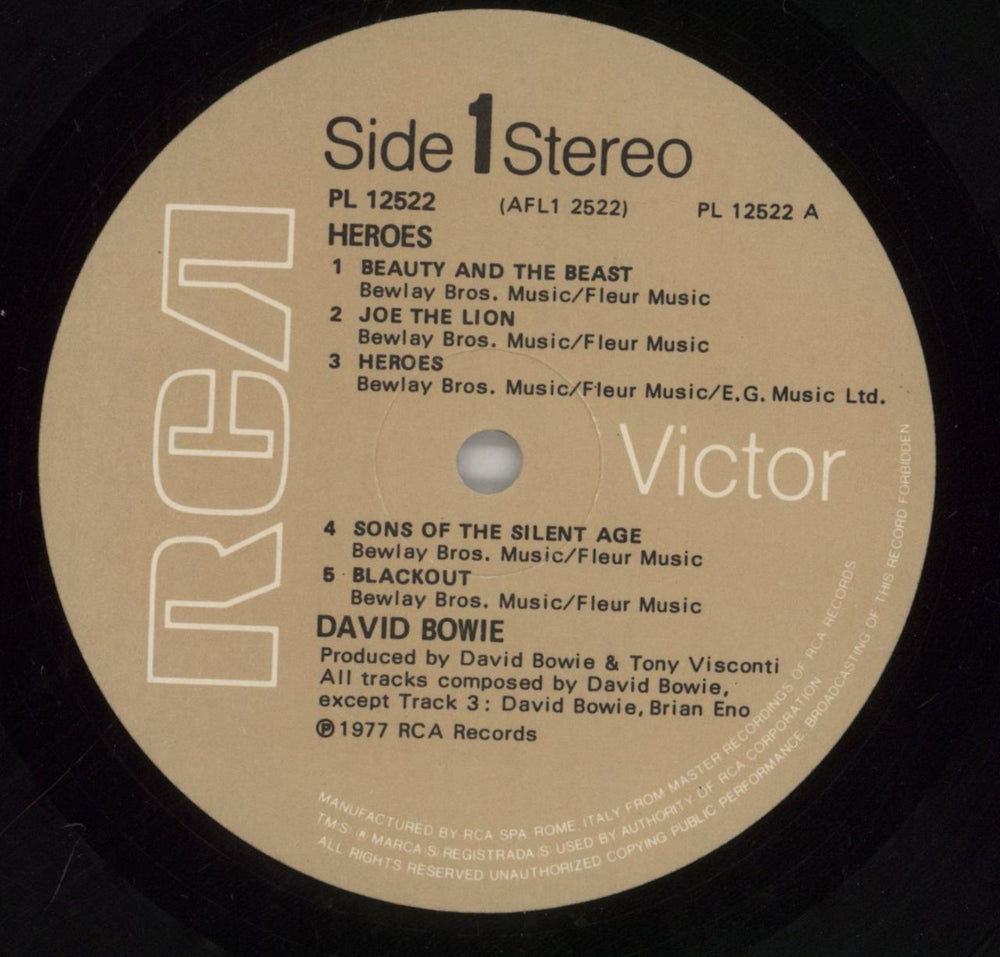 RCA
Side 1 Stereo
PL 12522 (AFL1 2522) PL 12522 A
HEROES
1 BEAUTY AND THE BEAST
Bewlay Bros. Music/Fleur Music
2 JOE THE LION
Bewlay Bros. Music/Fleur Music
3 HEROES
Bewlay Bros. Music/Fleur Music/E.G. Music Ltd.
Victor
4 SONS OF THE SILENT AGE
Bewlay Bros. Music/Fleur Music
5 BLACKOUT
Bewlay Bros. Music/Fleur Music
DAVID BOWIE
Produced by David Bowie & Tony Visconti
All tracks composed by David Bowie,
except Track 3: David Bowie, Brian Eno
℗ 1977 RCA Records
MANUFACTURED BY RCA SPA ROME, ITALY FROM MASTER RECORDINGS OF RCA RECORDS
TM(S) ® MARCA(S) REGISTRADA(S) USED BY AUTHORITY OF RCA CORPORATION
ALL RIGHTS RESERVED UNAUTHORIZED COPYING PUBLIC PERFORMANCE BROADCASTING OF THIS RECORD FORBIDDEN